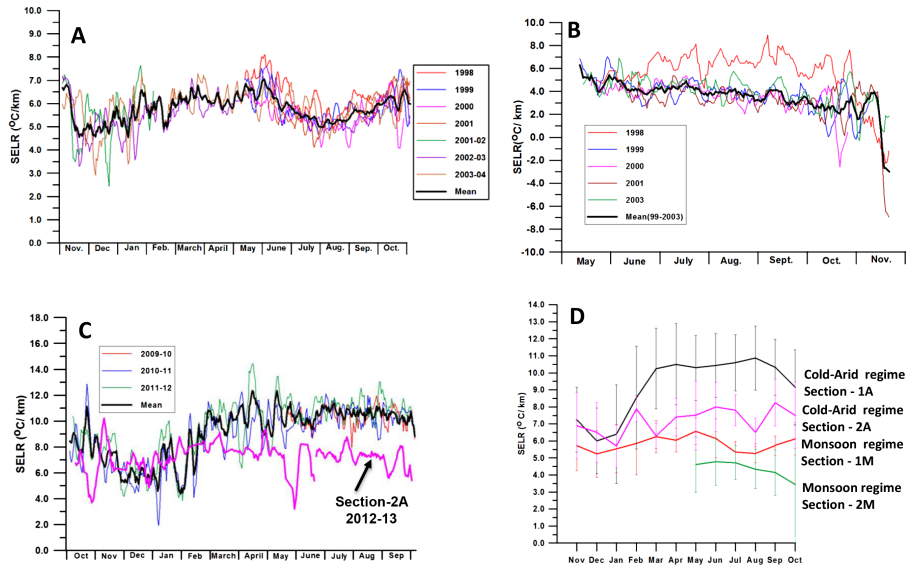 A
SELR (°C/km)
10.0
9.0
8.0
7.0
6.0
5.0
4.0
3.0
2.0
1.0
0.0
Nov. Dec Jan Feb. March April May June July Aug. Sep. Oct.
1998
1999
2000
2001
2001-02
2002-03
2003-04
Mean
B
SELR(°C/ km)
10.0
8.0
6.0
4.0
2.0
0.0
-2.0
-4.0
-6.0
-8.0
-10.0
May June July Aug. Sept. Oct. Nov.
1998
1999
2000
2001
2003
Mean(99-2003)
C
SELR (°C/ km)
18.0
16.0
14.0
12.0
10.0
8.0
6.0
4.0
2.0
0.0
Oct Nov Dec Jan Feb March April May June July Aug Sep
2009-10
2010-11
2011-12
Mean
Section-2A
2012-13
D
SELR (°C/ km)
14.0
13.0
12.0
11.0
10.0
9.0
8.0
7.0
6.0
5.0
4.0
3.0
2.0
1.0
0.0
Nov Dec Jan Feb Mar Apr May Jun Jul Aug Sep Oct
Cold-Arid regime
Section - 1A
Cold-Arid regime
Section - 2A
Monsoon regime
Section - 1M
Monsoon regime
Section - 2M